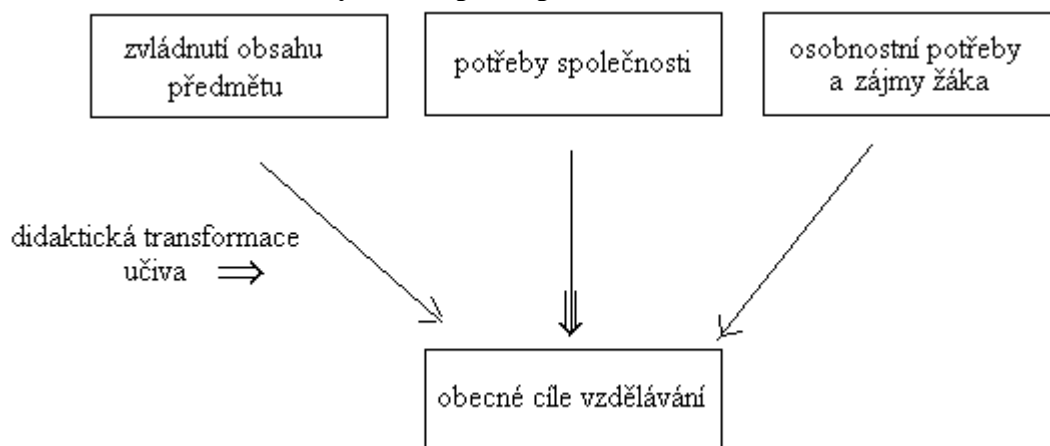 zvládnutí obsahu
předmětu
potřeby společnosti
osobnostní potřeby
a zájmy žáka
didaktická transformace
učiva ⇒
obecné cíle vzdělávání